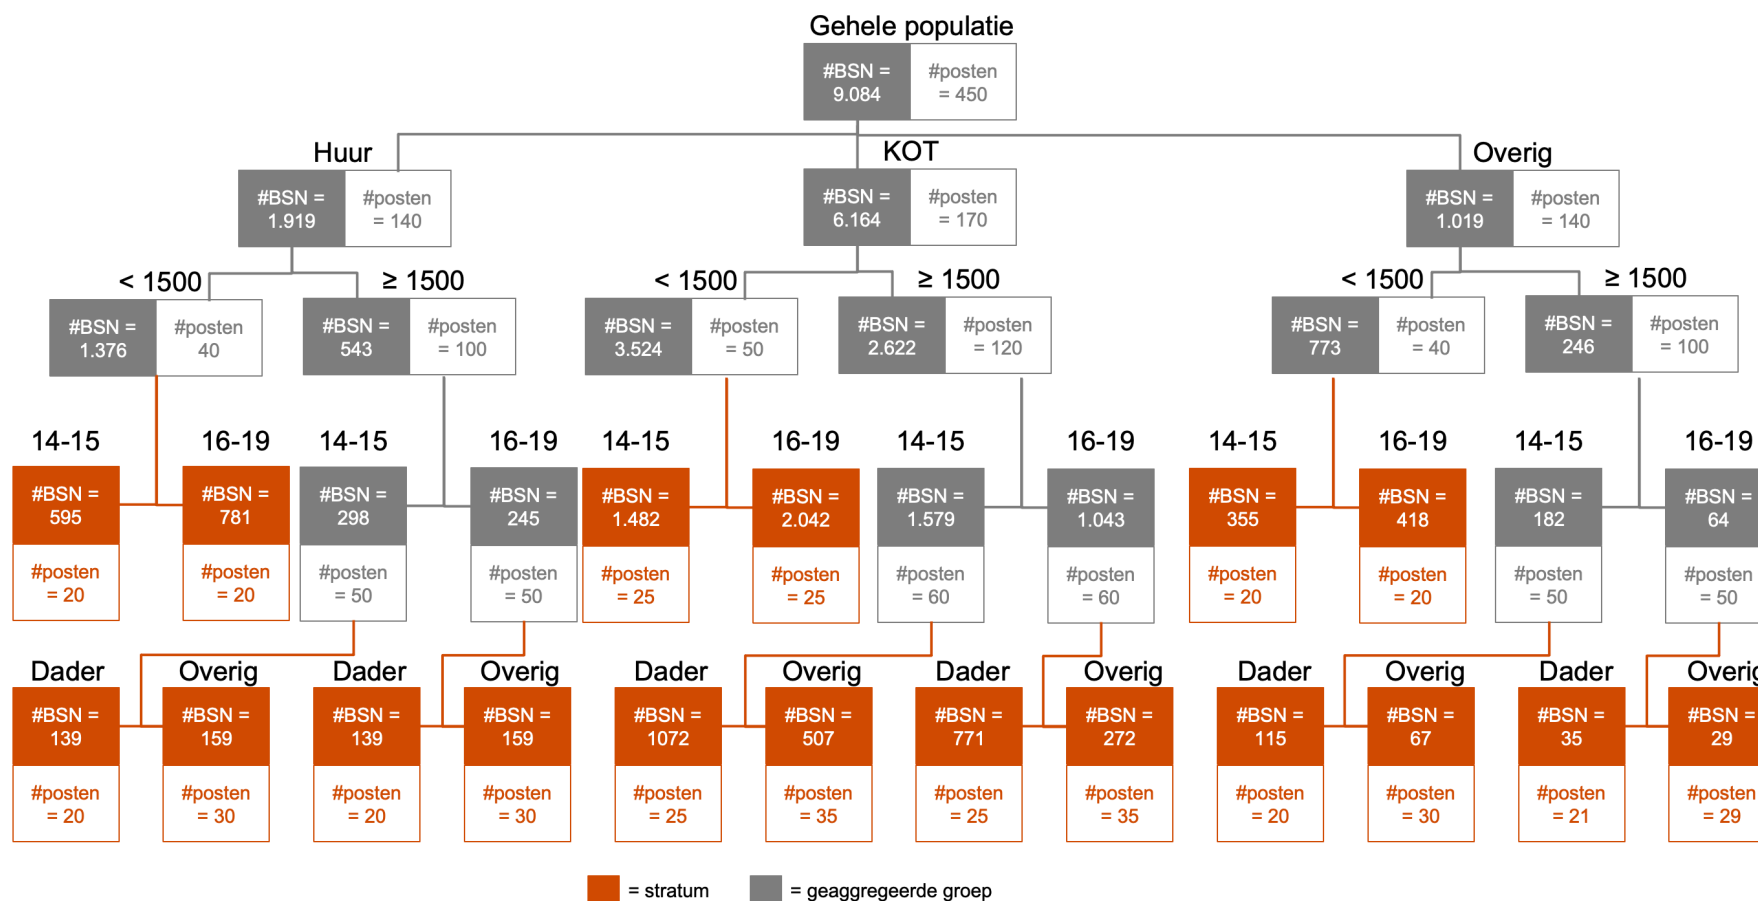 Gehele populatie
#BSN =
9.084
#posten
= 450
Huur
#BSN =
1.919
#posten
= 140
KOT
#BSN =
6.164
#posten
= 170
Overig
#BSN =
1.019
#posten
= 140
< 1500
#BSN =
1.376
#posten
40
≥ 1500
#BSN =
543
#posten
= 100
< 1500
#BSN =
3.524
#posten
= 50
≥ 1500
#BSN =
2.622
#posten
= 120
< 1500
#BSN =
773
#posten
= 40
≥ 1500
#BSN =
246
#posten
= 100
14-15
#BSN =
595
#posten
= 20
16-19
#BSN =
781
#posten
= 20
14-15
#BSN =
298
#posten
= 50
16-19
#BSN =
245
#posten
= 50
14-15
#BSN =
1.482
#posten
= 25
16-19
#BSN =
2.042
#posten
= 25
14-15
#BSN =
1.579
#posten
= 60
16-19
#BSN =
1.043
#posten
= 60
14-15
#BSN =
355
#posten
= 20
16-19
#BSN =
418
#posten
= 20
14-15
#BSN =
182
#posten
= 50
16-19
#BSN =
64
#posten
= 50
Dader
#BSN =
139
#posten
= 20
Overig
#BSN =
159
#posten
= 30
Dader
#BSN =
139
#posten
= 20
Overig
#BSN =
159
#posten
= 30
Dader
#BSN =
1072
#posten
= 25
Overig
#BSN =
507
#posten
= 35
Dader
#BSN =
771
#posten
= 25
Overig
#BSN =
272
#posten
= 35
Dader
#BSN =
115
#posten
= 20
Overig
#BSN =
67
#posten
= 30
Dader
#BSN =
35
#posten
= 21
Overig
#BSN =
29
#posten
= 29
= stratum
= geaggregeerde groep